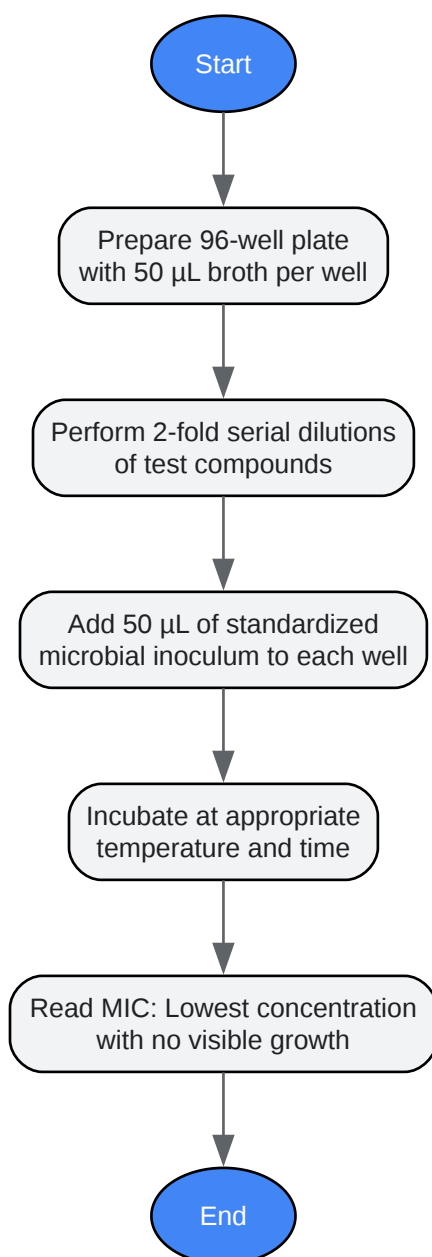 Start
Prepare 96-well plate
with 50 µL broth per well
Perform 2-fold serial dilutions
of test compounds
Add 50 µL of standardized
microbial inoculum to each well
Incubate at appropriate
temperature and time
Read MIC: Lowest concentration
with no visible growth
End